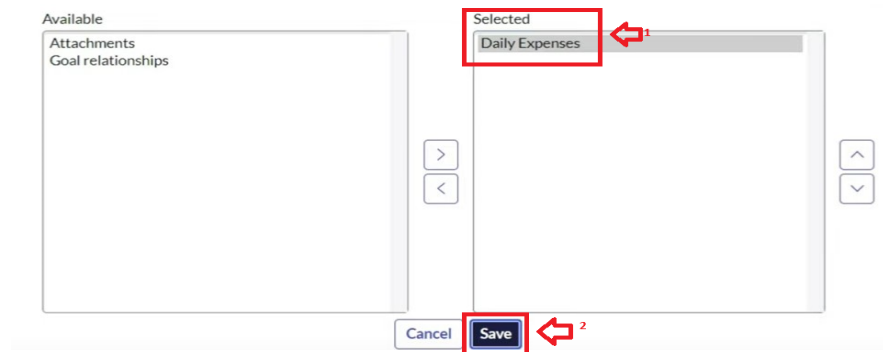 Available
Selected
Attachments
Goal relationships
Daily Expenses
1
>
<
Cancel
Save
2